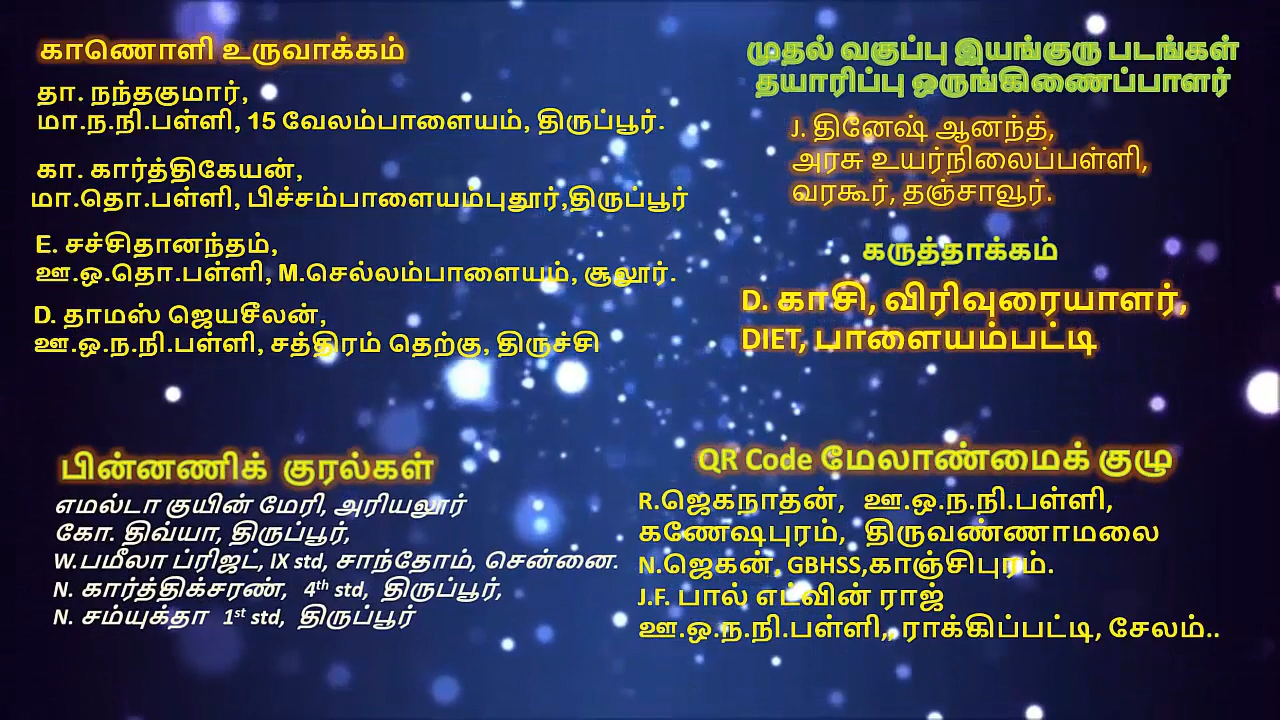 காணொளி உருவாக்கம்
தா. நந்தகுமார்,
மா.ந.நி.பள்ளி, 15 வேலம்பாளையம், திருப்பூர்.
கா. கார்த்திகேயன்,
மா.தொ.பள்ளி, பிச்சம்பாளையம்புதூர்,திருப்பூர்
E. சச்சிதானந்தம்,
ஊ.ஒ.தொ.பள்ளி, M.செல்லம்பாளையம், சூலூர்.
D. தாமஸ் ஜெயசீலன்,
ஊ.ஒ.ந.நி.பள்ளி, சத்திரம் தெற்கு, திருச்சி
முதல் வகுப்பு இயங்குரு படங்கள்
தயாரிப்பு ஒருங்கிணைப்பாளர்
J. தினேஷ் ஆனந்த்,
அரசு உயர்நிலைப்பள்ளி,
வரகூர், தஞ்சாவூர்.
கருத்தாக்கம்
D. காசி, விரிவுரையாளர்,
DIET, பாளையம்பட்டி
பின்னணிக் குரல்கள்
எமல்டா குயின் மேரி, அரியலூர்
கோ. திவ்யா, திருப்பூர்,
W.பமீலா ப்ரிஜட், IX std, சாந்தோம், சென்னை.
N. கார்த்திக்சரண், 4th std, திருப்பூர்,
N. சம்யுக்தா 1st std, திருப்பூர்
QR Code மேலாண்மைக் குழு
R.ஜெகநாதன், ஊ.ஒ.ந.நி.பள்ளி,
கணேஷபுரம், திருவண்ணாமலை
N.ஜெகன், GBHSS,காஞ்சிபுரம்.
J.F. பால் எட்வின் ராஜ்
ஊ.ஒ.ந.நி.பள்ளி,, ராக்கிப்பட்டி, சேலம்..